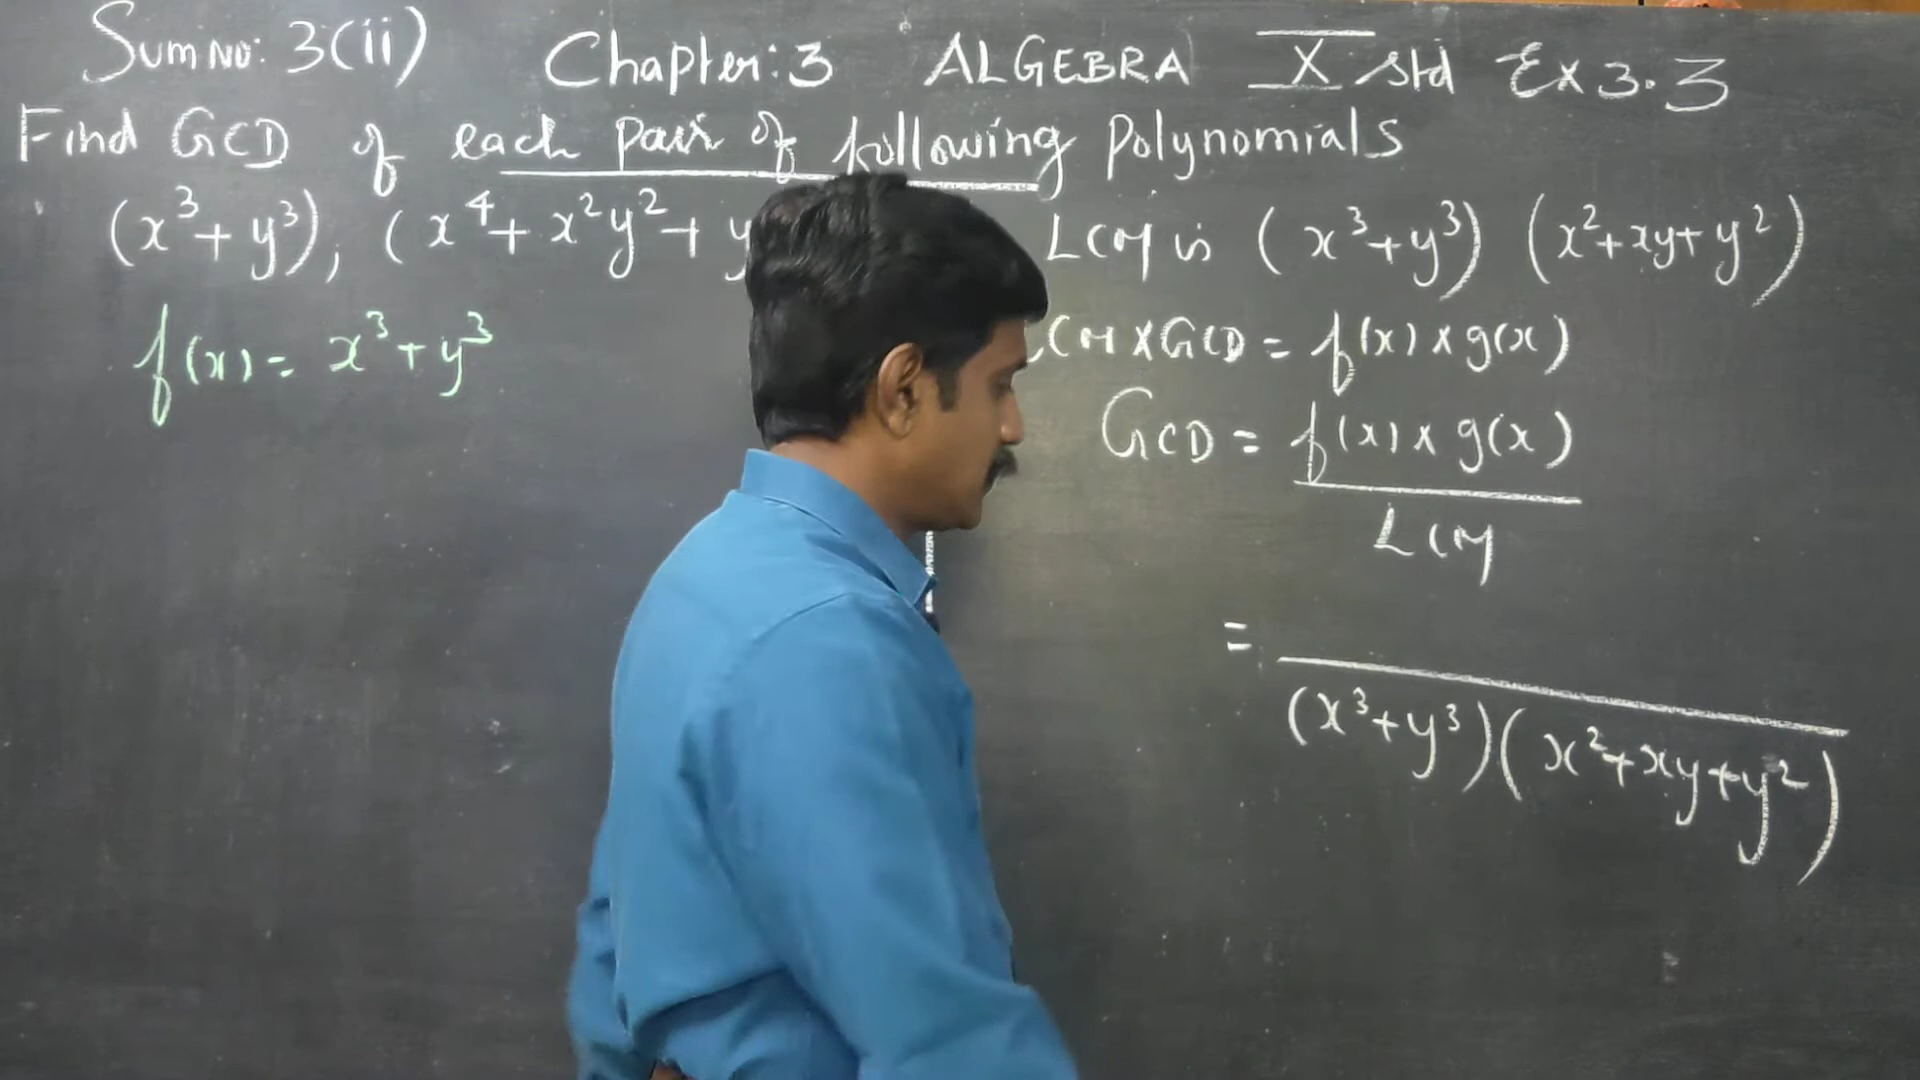 Sum No: 3(ii) Chapter: 3 ALGEBRA X std Ex 3.3
Find GCD of each pair of following Polynomials
(x³+y³), (x⁴+x²y²+y LCM is (x³+y³) (x²+xy+y²)
f(x) = x³+y³
LCM x GCD = f(x) x g(x)
GCD = f(x) x g(x)
LCM
=
(x³+y³)(x²+xy+y²)